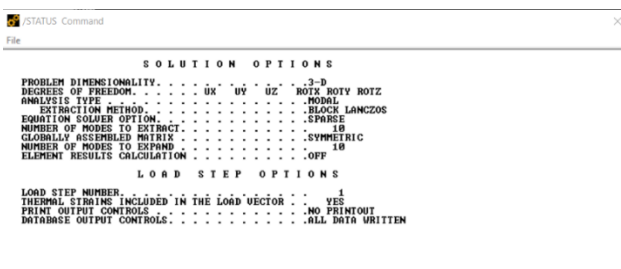 /STATUS Command
File
S O L U T I O N   O P T I O N S
PROBLEM DIMENSIONALITY. . . . . . . . . . . . .3-D
DEGREES OF FREEDOM. . . . . . UX   UY   UZ   ROTX ROTY ROTZ
ANALYSIS TYPE . . . . . . . . . . . . . . . . .MODAL
EXTRACTION METHOD. . . . . . . . . . . . . .BLOCK LANCZOS
EQUATION SOLVER OPTION. . . . . . . . . . . . .SPARSE
NUMBER OF MODES TO EXTRACT. . . . . . . . . . .    10
GLOBALLY ASSEMBLED MATRIX . . . . . . . . . . .SYMMETRIC
NUMBER OF MODES TO EXPAND . . . . . . . . . . .    10
ELEMENT RESULTS CALCULATION . . . . . . . . . .OFF
L O A D   S T E P   O P T I O N S
LOAD STEP NUMBER. . . . . . . . . . . . . . . .     1
THERMAL STRAINS INCLUDED IN THE LOAD VECTOR . .   YES
PRINT OUTPUT CONTROLS . . . . . . . . . . . . .NO PRINTOUT
DATABASE OUTPUT CONTROLS. . . . . . . . . . . .ALL DATA WRITTEN